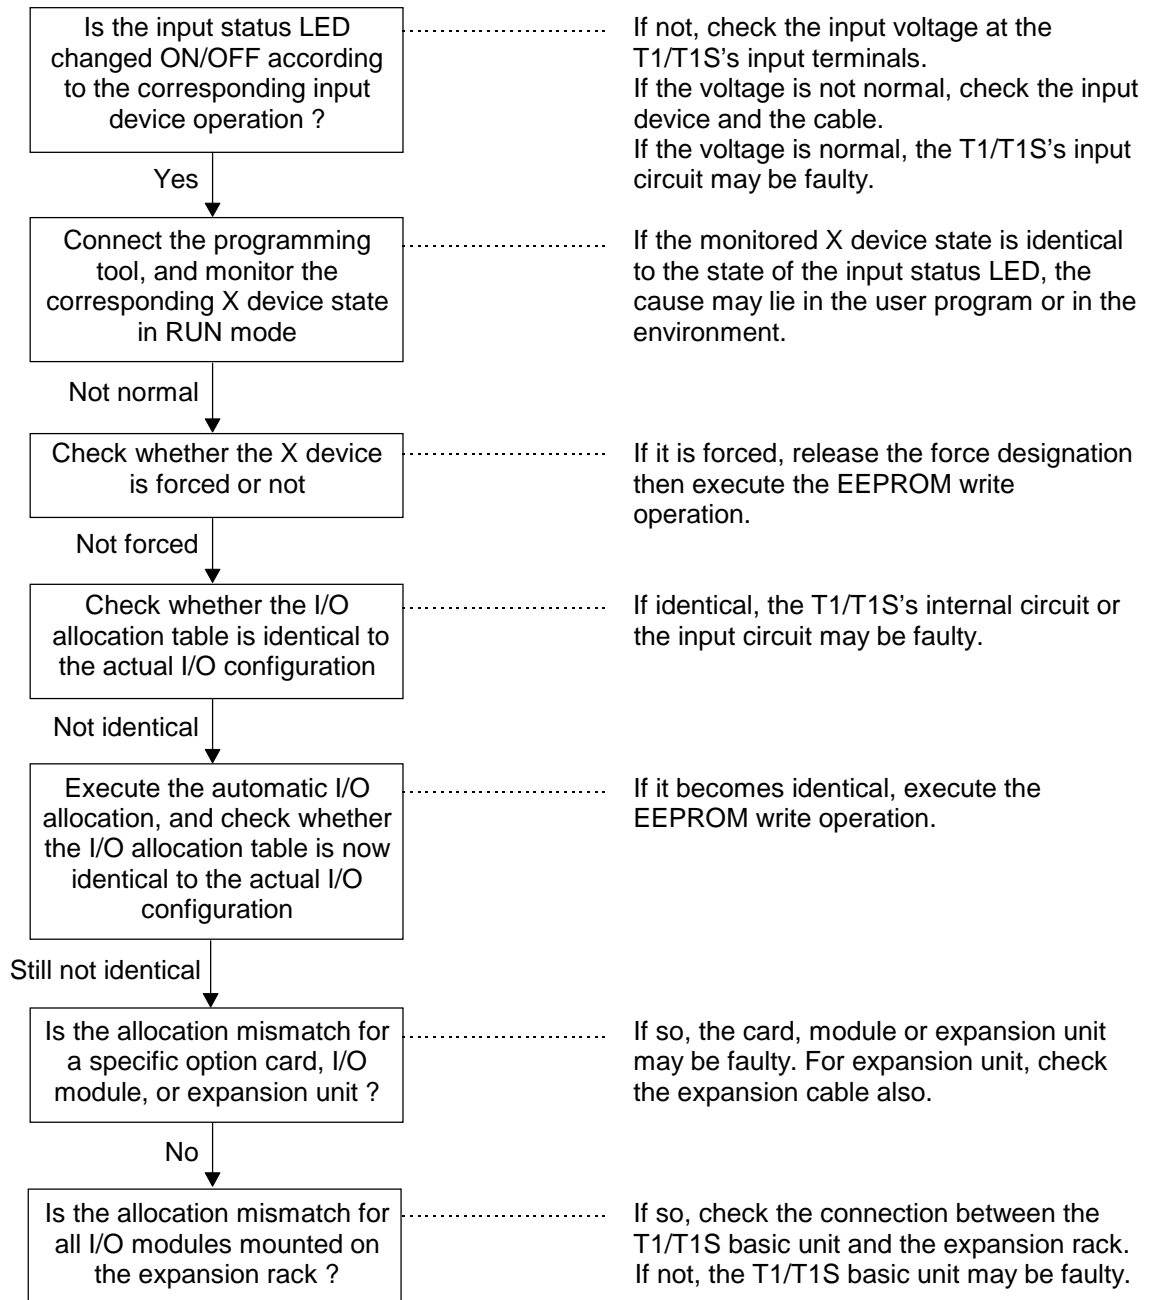 Is the input status LED
changed ON/OFF according
to the corresponding input
device operation ?
If not, check the input voltage at the
T1/T1S's input terminals.
If the voltage is not normal, check the input
device and the cable.
If the voltage is normal, the T1/T1S's input
circuit may be faulty.
Yes
Connect the programming
tool, and monitor the
corresponding X device state
in RUN mode
If the monitored X device state is identical
to the state of the input status LED, the
cause may lie in the user program or in the
environment.
Not normal
Check whether the X device
is forced or not
If it is forced, release the force designation
then execute the EEPROM write
operation.
Not forced
Check whether the I/O
allocation table is identical to
the actual I/O configuration
If identical, the T1/T1S's internal circuit or
the input circuit may be faulty.
Not identical
Execute the automatic I/O
allocation, and check whether
the I/O allocation table is now
identical to the actual I/O
configuration
If it becomes identical, execute the
EEPROM write operation.
Still not identical
Is the allocation mismatch for
a specific option card, I/O
module, or expansion unit ?
If so, the card, module or expansion unit
may be faulty. For expansion unit, check
the expansion cable also.
No
Is the allocation mismatch for
all I/O modules mounted on
the expansion rack ?
If so, check the connection between the
T1/T1S basic unit and the expansion rack.
If not, the T1/T1S basic unit may be faulty.